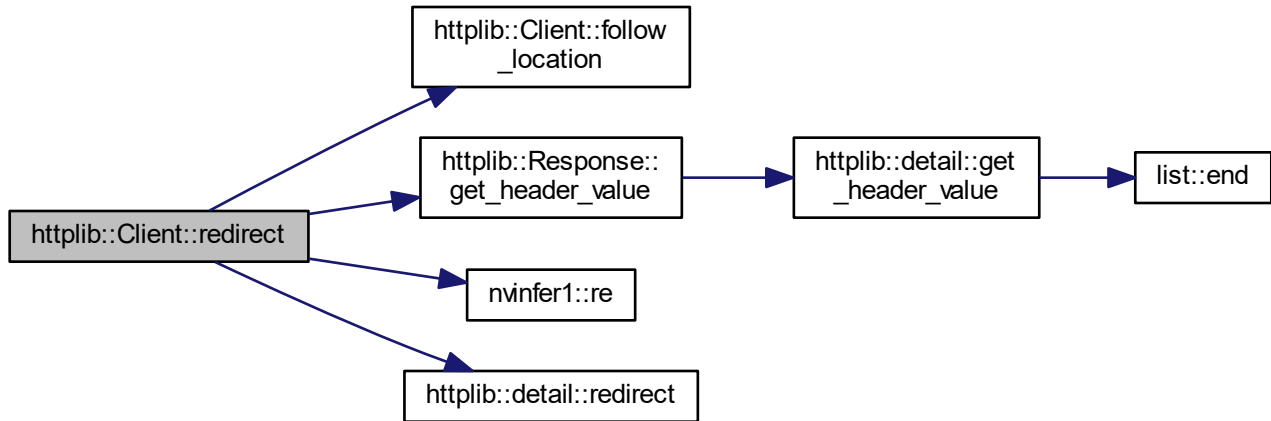 httplib::Client::follow
_location
httplib::Response::
get_header_value
httplib::detail::get
_header_value
list::end
httplib::Client::redirect
nvinfer1::re
httplib::detail::redirect